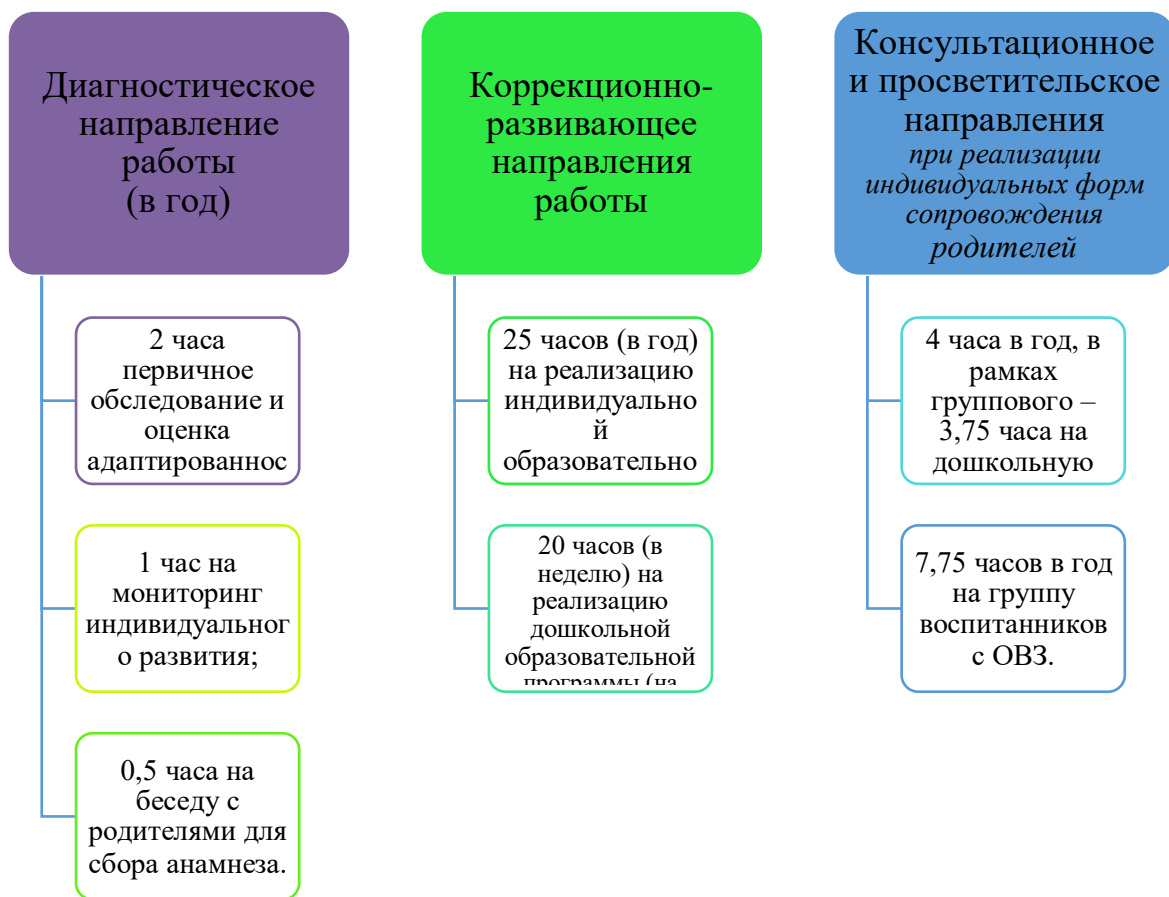 Диагностическое
направление
работы
(в год)
2 часа
первичное
обследование и
оценка
адаптированнос
1 час на
мониторинг
индивидуальног
о развития;
0,5 часа на
беседу с
родителями для
сбора анамнеза.
Коррекционно-
развивающее
направления
работы
25 часов (в год)
на реализацию
индивидуально
й
образовательно
20 часов (в
неделю) на
реализацию
дошкольной
образовательной
программы (на
Консультационное
и просветительское
направления
при реализации
индивидуальных форм
сопровождения
родителей
4 часа в год, в
рамках
группового –
3,75 часа на
дошкольную
7,75 часов в год
на группу
воспитанников
с ОВЗ.